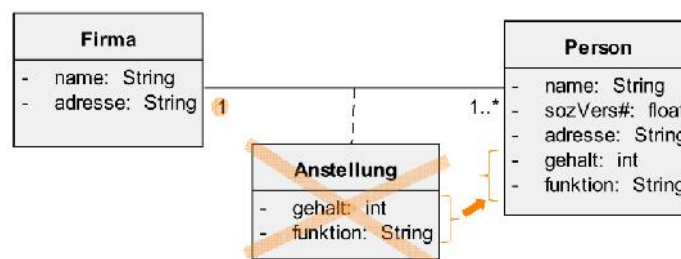 Firma
- name: String
- adresse: String
1
1..*
Person
- name: String
- sozVers#: float
- adresse: String
- gehalt: int
- funktion: String
Anstellung
- gehalt: int
- funktion: String